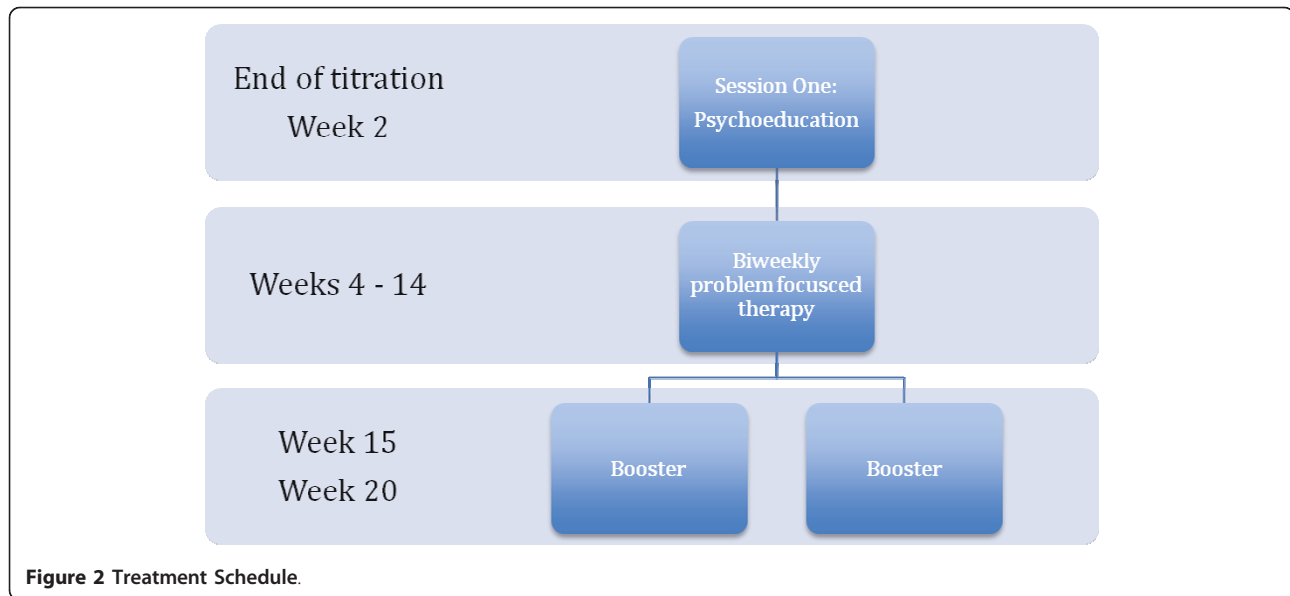 End of titration
Week 2
Session One:
Psychoeducation
Weeks 4 - 14
Biweekly
problem focusced
therapy
Week 15
Week 20
Booster
Booster
Figure 2 Treatment Schedule.